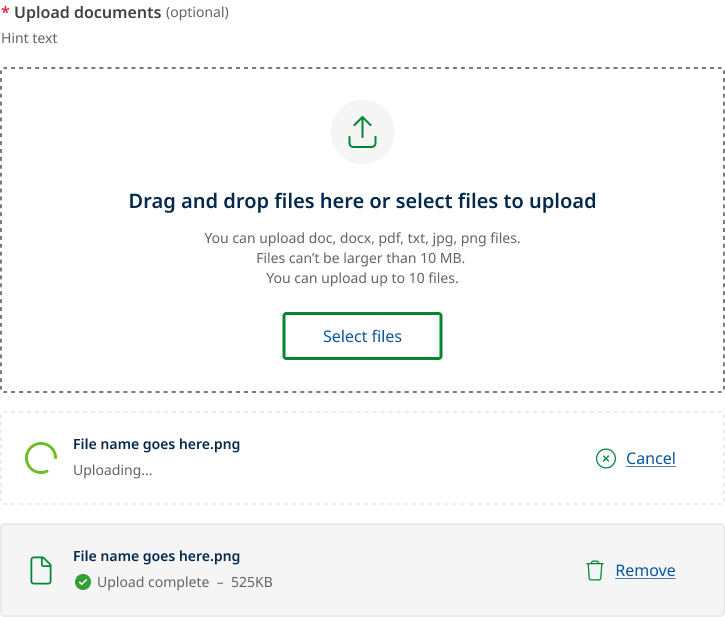 * Upload documents (optional)
Hint text
Drag and drop files here or select files to upload
You can upload doc, docx, pdf, txt, jpg, png files.
Files can’t be larger than 10 MB.
You can upload up to 10 files.
Select files
File name goes here.png
Uploading...
Cancel
File name goes here.png
Upload complete – 525KB
Remove